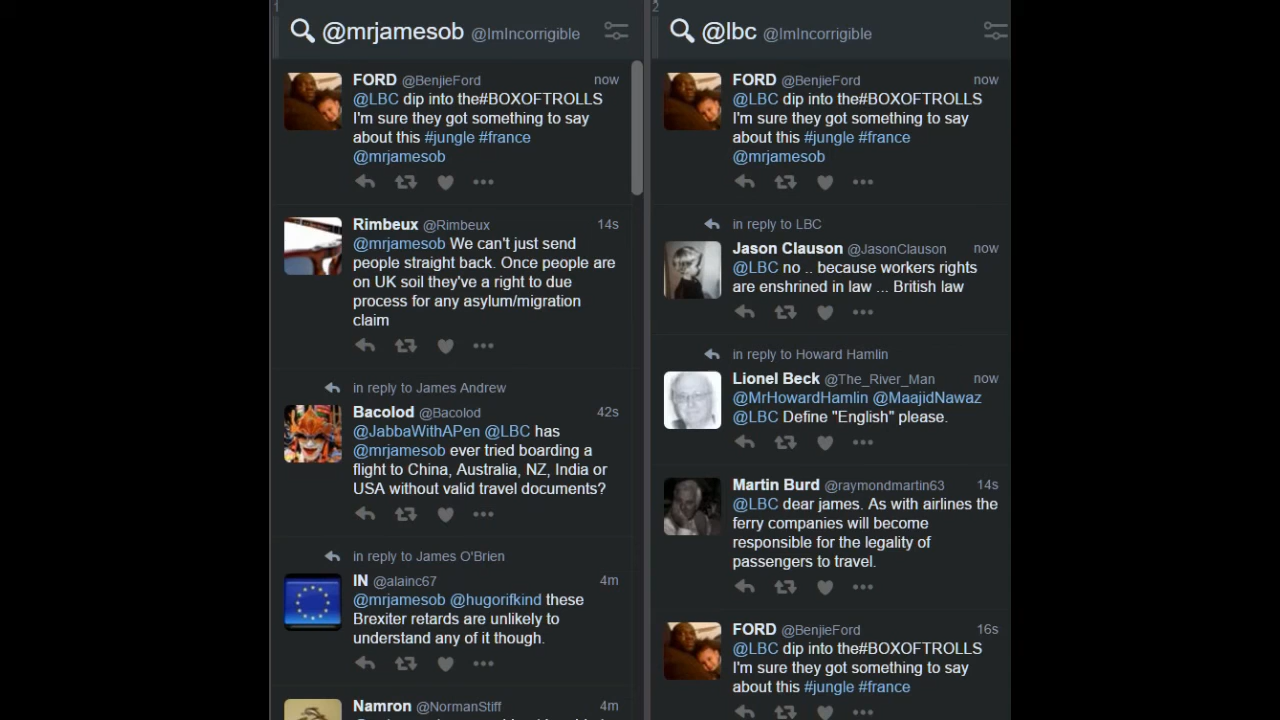 1
@mrjamesob @ImIncorrigible
FORD @BenjieFord now
@LBC dip into the#BOXOFTROLLS
I'm sure they got something to say
about this #jungle #france
@mrjamesob
Rimbeux @Rimbeux 14s
@mrjamesob We can't just send
people straight back. Once people are
on UK soil they've a right to due
process for any asylum/migration
claim
in reply to James Andrew
Bacolod @Bacolod 42s
@JabbaWithAPen @LBC has
@mrjamesob ever tried boarding a
flight to China, Australia, NZ, India or
USA without valid travel documents?
in reply to James O'Brien
IN @alainc67 4m
@mrjamesob @hugorifkind these
Brexiter retards are unlikely to
understand any of it though.
Namron @NormanStiff 4m
2
@lbc @ImIncorrigible
FORD @BenjieFord now
@LBC dip into the#BOXOFTROLLS
I'm sure they got something to say
about this #jungle #france
@mrjamesob
in reply to LBC
Jason Clauson @JasonClauson now
@LBC no .. because workers rights
are enshrined in law ... British law
in reply to Howard Hamlin
Lionel Beck @The_River_Man now
@MrHowardHamlin @MaajidNawaz
@LBC Define "English" please.
Martin Burd @raymondmartin63 14s
@LBC dear james. As with airlines the
ferry companies will become
responsible for the legality of
passengers to travel.
FORD @BenjieFord 16s
@LBC dip into the#BOXOFTROLLS
I'm sure they got something to say
about this #jungle #france